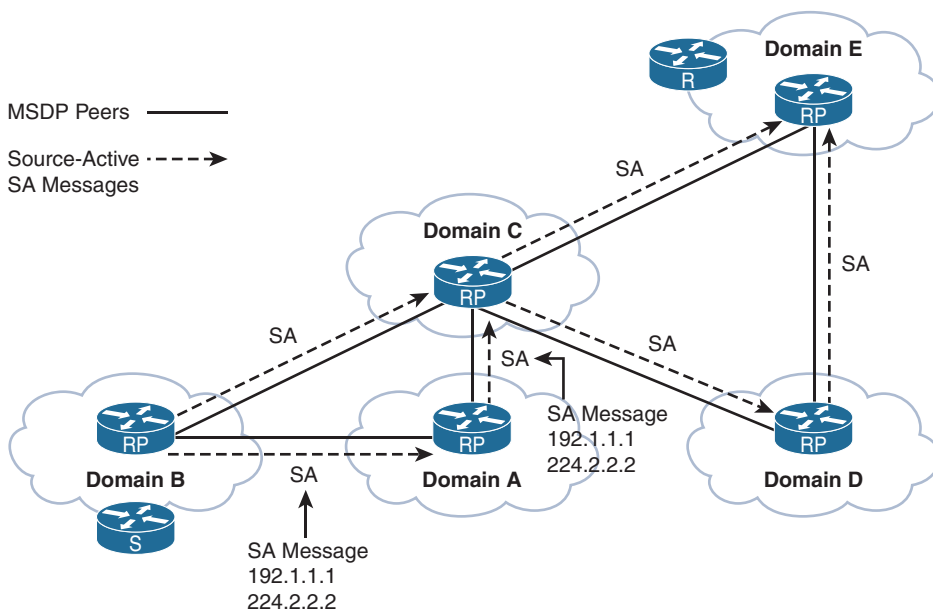 Domain E
R
RP
MSDP Peers
Source-Active
SA Messages
SA
Domain C
RP
SA
SA
SA
SA
SA Message
192.1.1.1
224.2.2.2
RP
Domain B
S
RP
Domain A
RP
Domain D
SA
SA Message
192.1.1.1
224.2.2.2